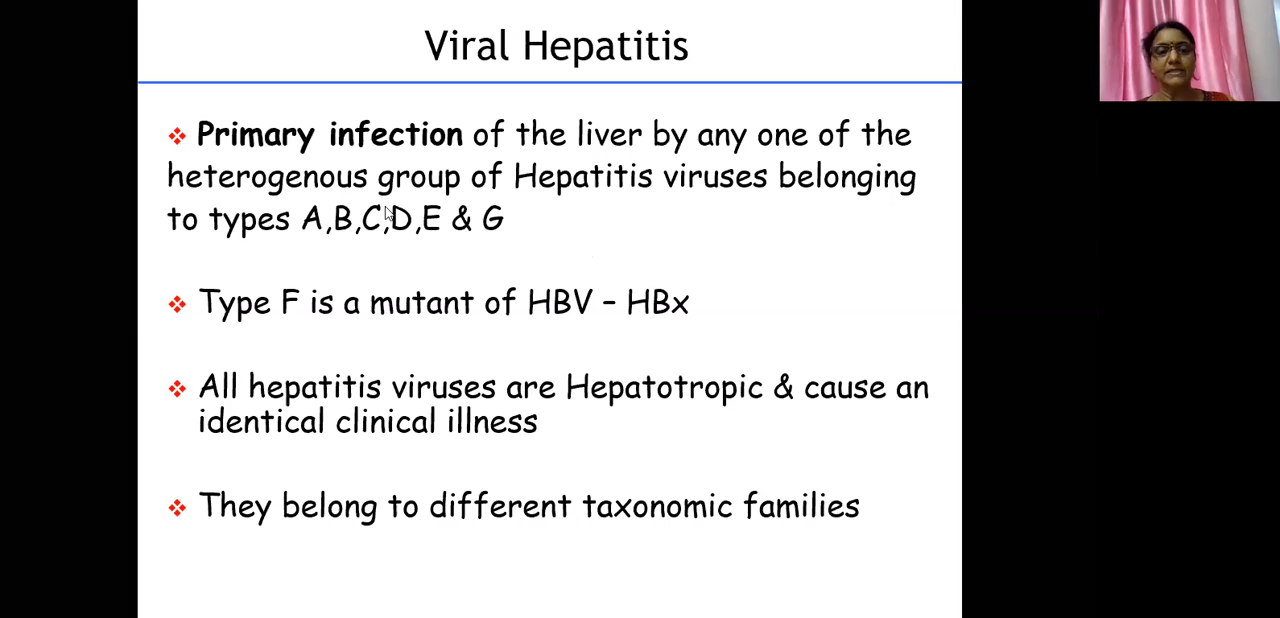 Viral Hepatitis
❖ Primary infection of the liver by any one of the
heterogenous group of Hepatitis viruses belonging
to types A,B,C,D,E & G
❖ Type F is a mutant of HBV – HBx
❖ All hepatitis viruses are Hepatotropic & cause an
identical clinical illness
❖ They belong to different taxonomic families